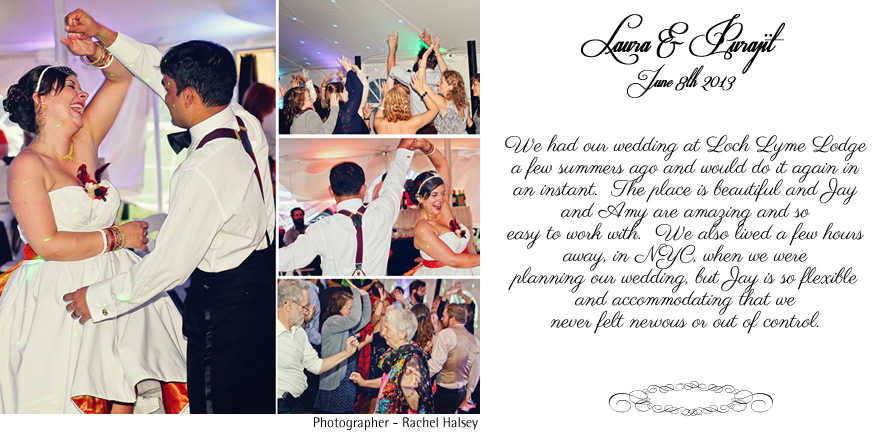 Laura & Purajit
June 8th 2013
We had our wedding at Loch Lyme Lodge
a few summers ago and would do it again in
an instant. The place is beautiful and Jay
and Amy are amazing and so
easy to work with. We also lived a few hours
away, in NYC, when we were
planning our wedding, but Jay is so flexible
and accommodating that we
never felt nervous or out of control.
Photographer - Rachel Halsey